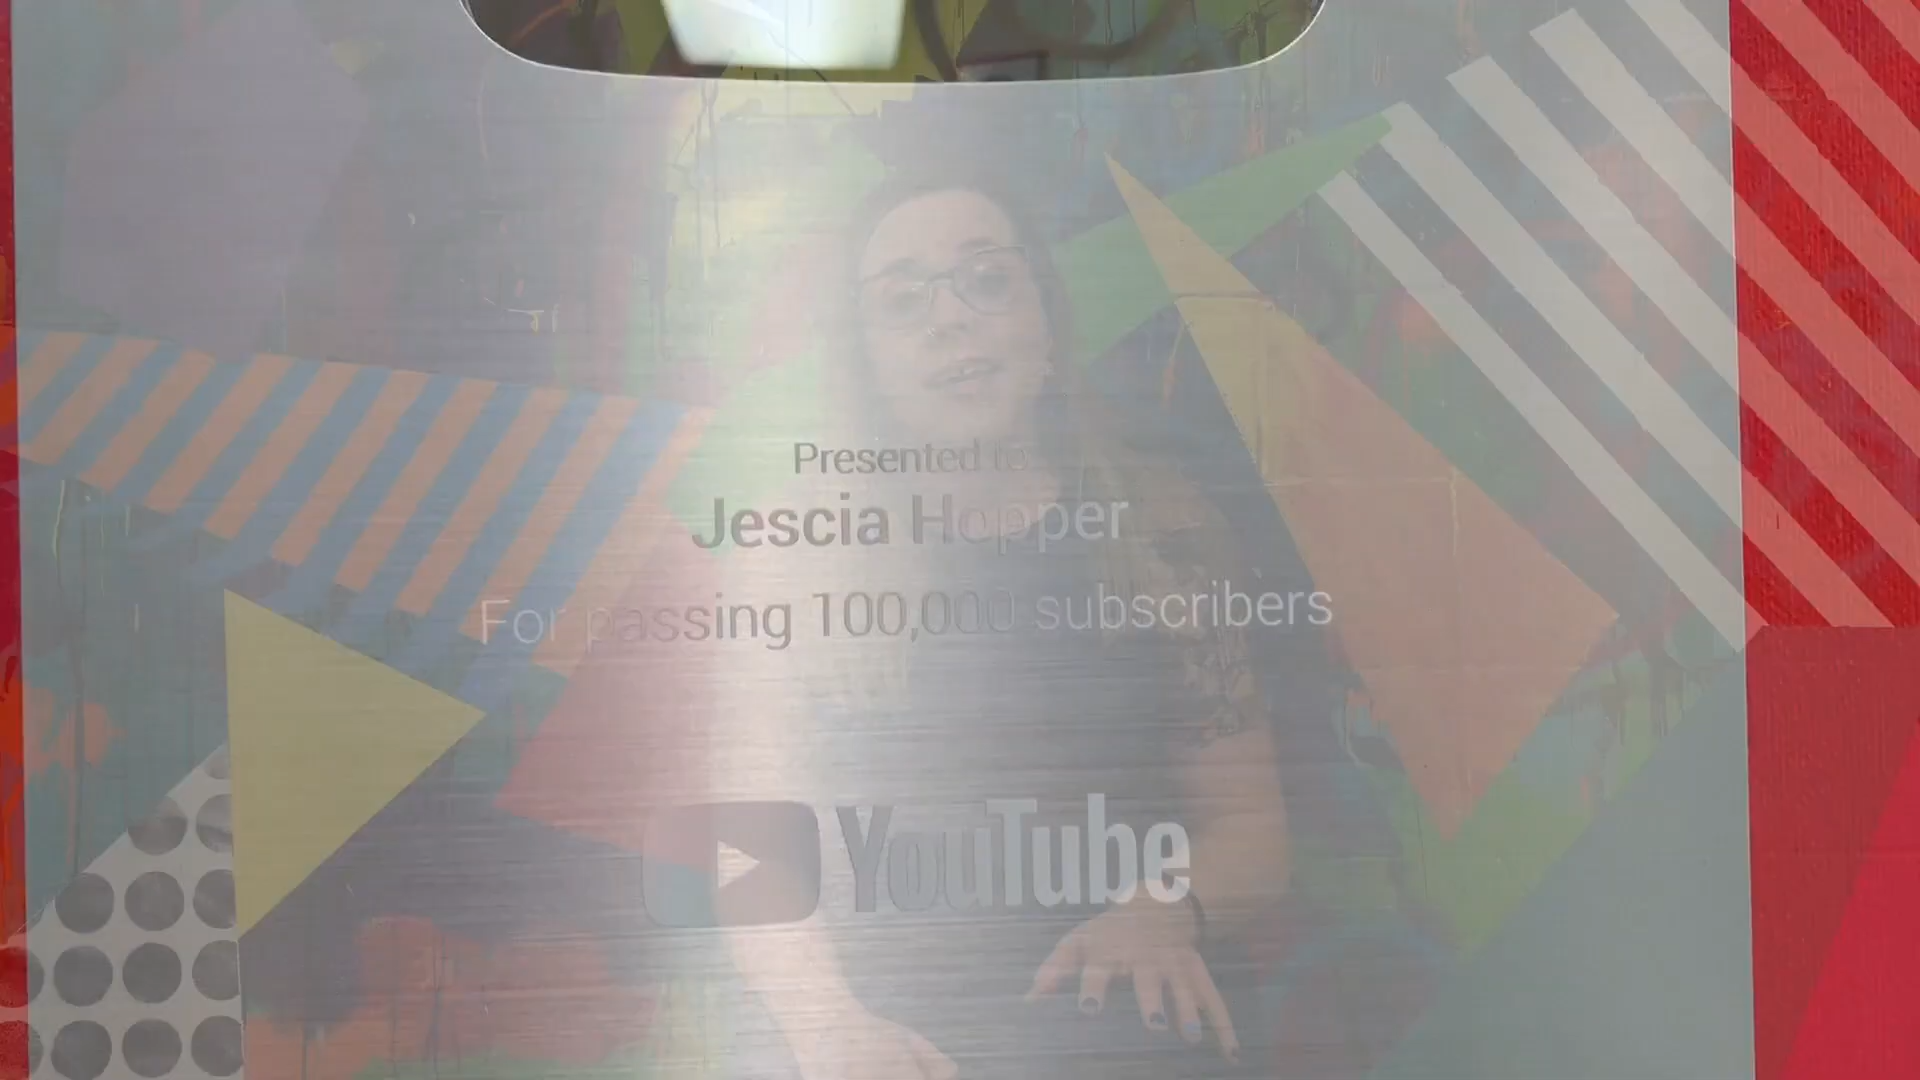 Presented to
Jescia Hopper
For passing 100,000 subscribers
YouTube